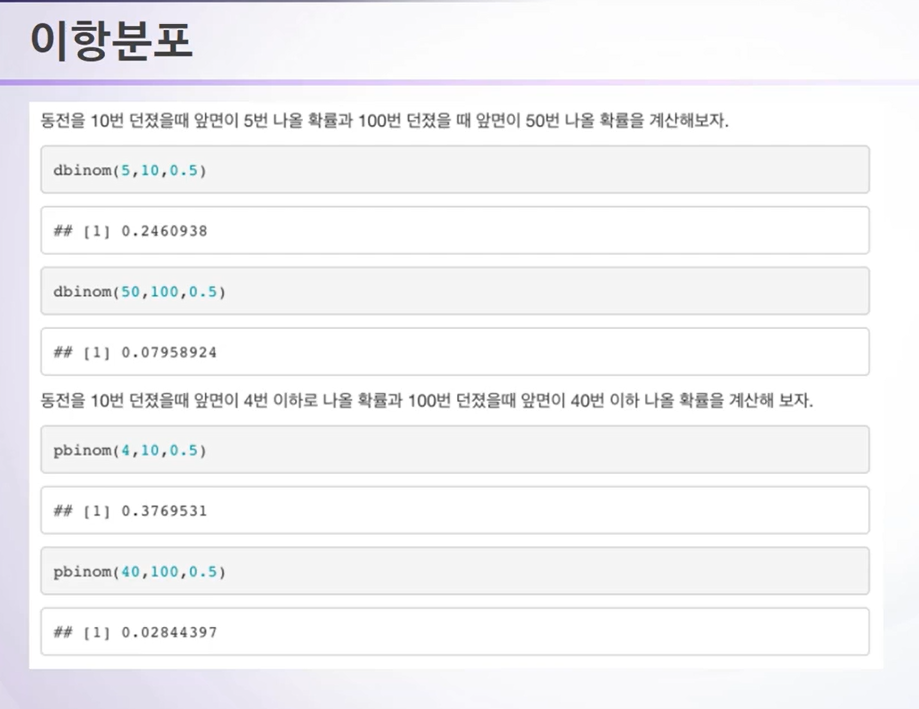 이항분포
동전을 10번 던졌을때 앞면이 5번 나올 확률과 100번 던졌을 때 앞면이 50번 나올 확률을 계산해보자.
dbinom(5,10,0.5)
## [1] 0.2460938
dbinom(50,100,0.5)
## [1] 0.07958924
동전을 10번 던졌을때 앞면이 4번 이하로 나올 확률과 100번 던졌을때 앞면이 40번 이하 나올 확률을 계산해 보자.
pbinom(4,10,0.5)
## [1] 0.3769531
pbinom(40,100,0.5)
## [1] 0.02844397